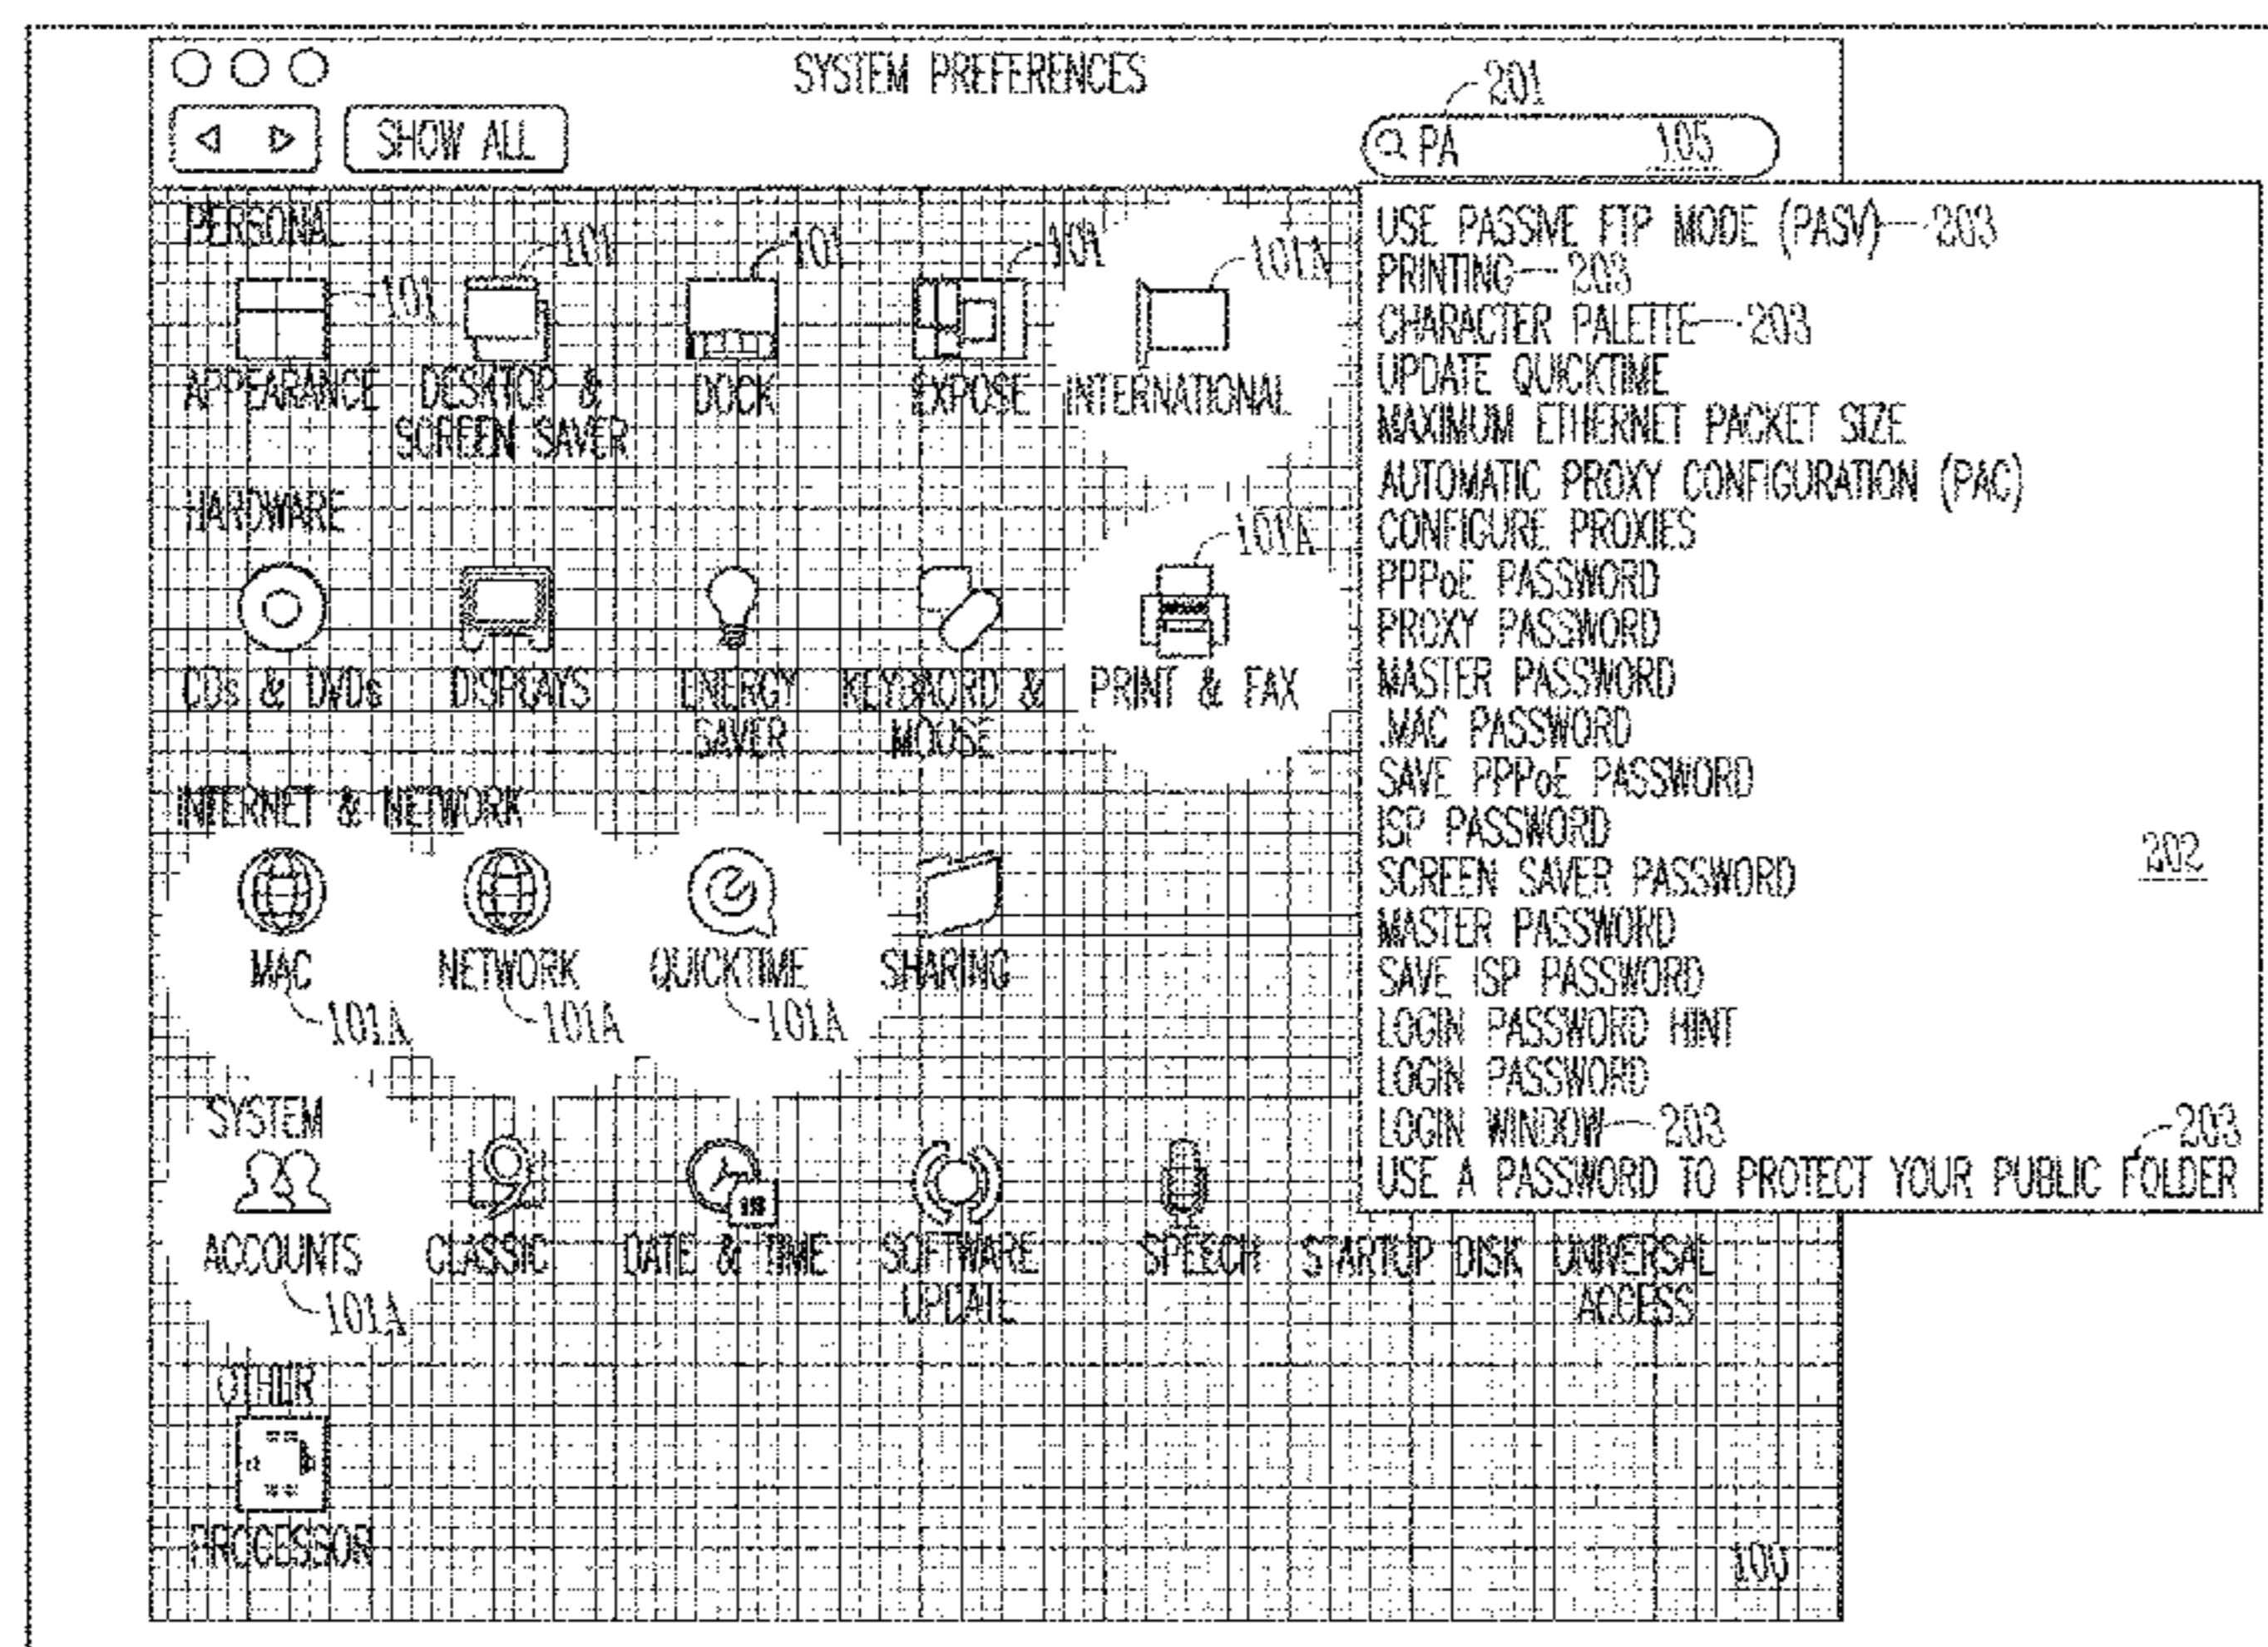 SYSTEM PREFERENCES
201
SHOW ALL
PA 105
PERSONAL
101 101 101 101 101A
APPEARANCE DESKTOP & SCREEN SAVER DOCK EXPOSE INTERNATIONAL
HARDWARE
101A
CDs & DVDs DISPLAYS ENERGY SAVER KEYBAORD & MOUSE PRINT & FAX
INTERNET & NETWORK
MAC NETWORK QUICKTIME SHARING
101A 101A 101A
SYSTEM
ACCOUNTS CLASSIC DATE & TIME SOFTWARE UPDATE SPEECH STARTUP DISK UNIVERSAL ACCESS
101A
OTHER
PROCESSOR
100
USE PASSIVE FTP MODE (PASV) 203
PRINTING 203
CHARACTER PALETTE 203
UPDATE QUICKTIME
MAXIMUM ETHERNET PACKET SIZE
AUTOMATIC PROXY CONFIGURATION (PAC)
CONFIGURE PROXIES
PPPoE PASSWORD
PROXY PASSWORD
MASTER PASSWORD
.MAC PASSWORD
SAVE PPPoE PASSWORD
ISP PASSWORD
202
SCREEN SAVER PASSWORD
MASTER PASSWORD
SAVE ISP PASSWORD
LOGIN PASSWORD HINT
LOGIN PASSWORD
LOGIN WINDOW 203
203
USE A PASSWORD TO PROTECT YOUR PUBLIC FOLDER